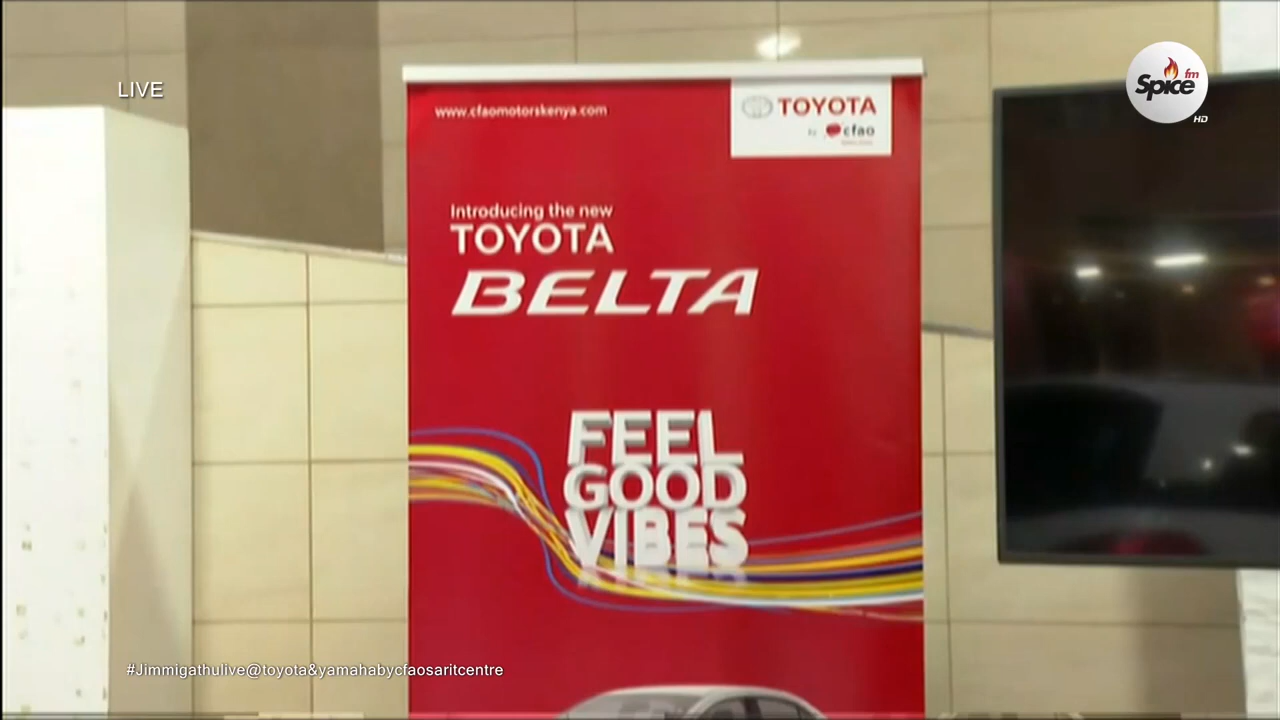 LIVE
Spice fm
HD
www.cfaomotorskenya.com
TOYOTA
by cfao
Introducing the new
TOYOTA
BELTA
FEEL
GOOD
VIBES
#Jimmigathulive@toyota&yamahabycfaosaritcentre